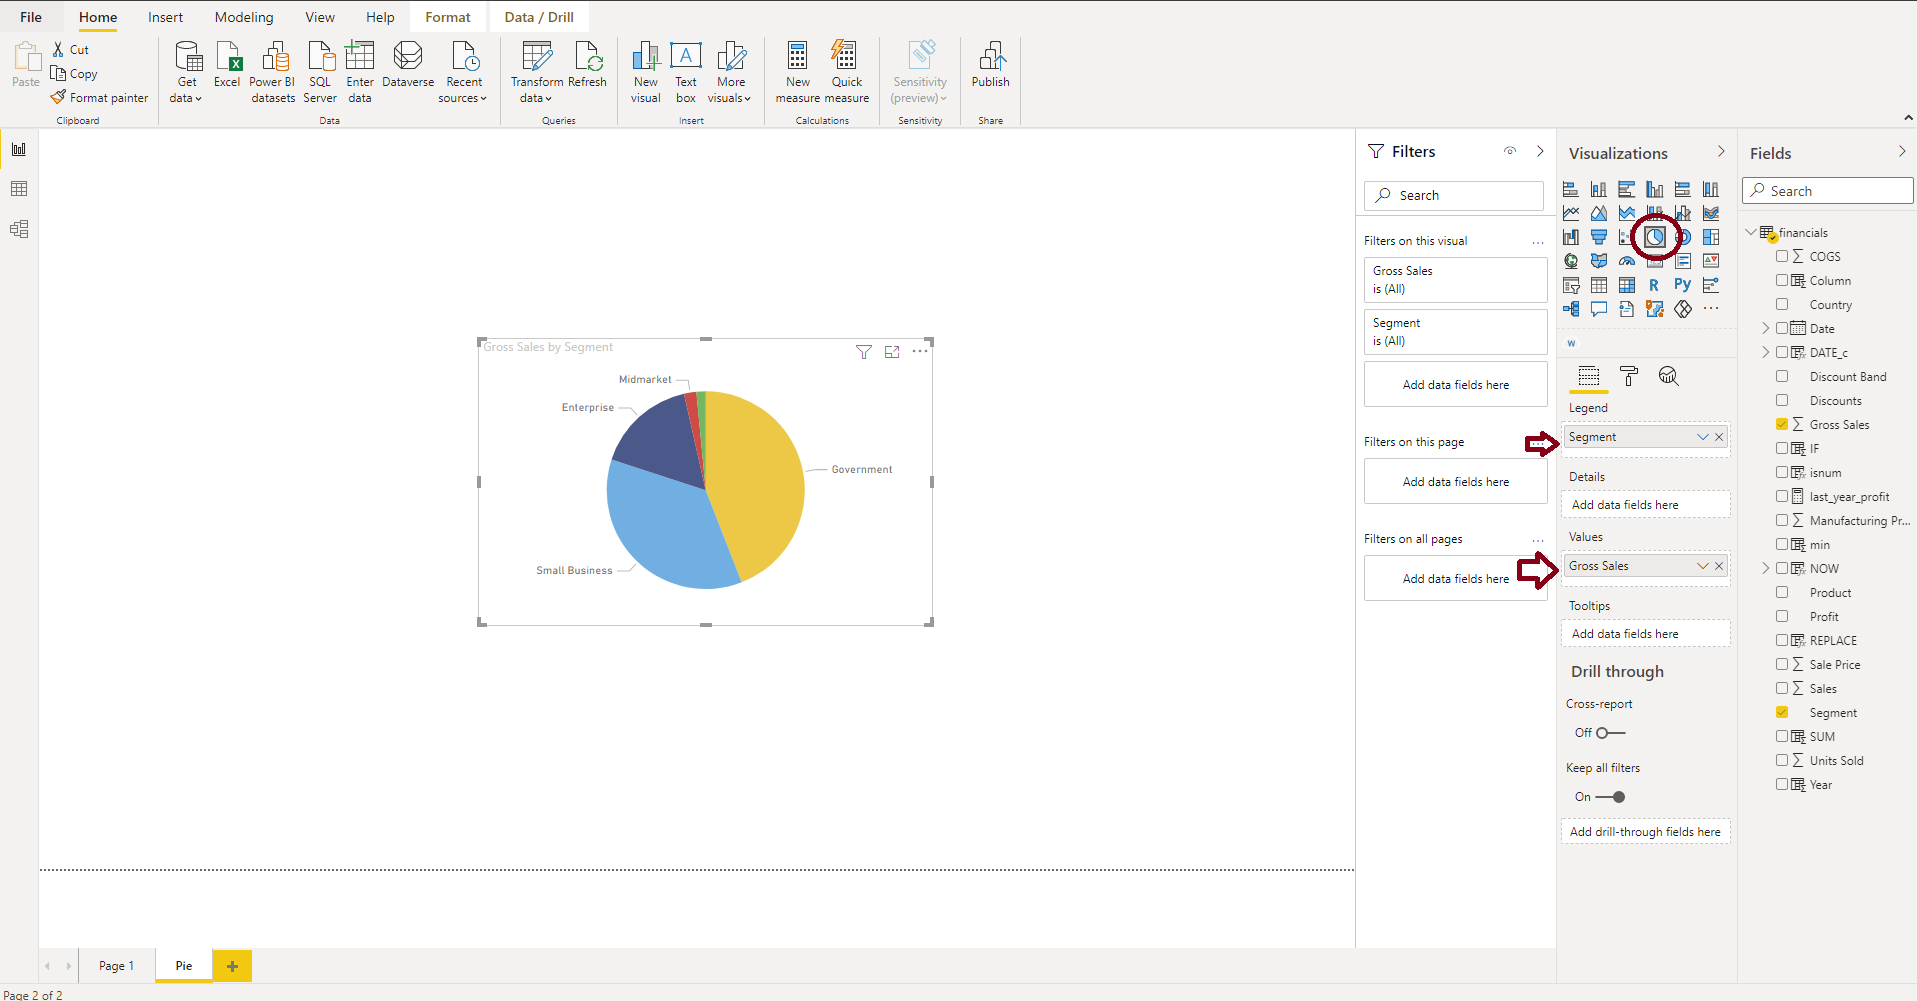 File Home Insert Modeling View Help Format Data / Drill
Paste
Cut
Copy
Format painter
Clipboard
Get data
Excel
Power BI datasets
SQL Server
Enter data
Dataverse
Recent sources
Data
Transform data
Refresh
Queries
New visual
Text box
More visuals
Insert
New measure
Quick measure
Calculations
Sensitivity (preview)
Sensitivity
Publish
Share
Gross Sales by Segment
Midmarket
Enterprise
Government
Small Business
Filters
Search
Filters on this visual ...
Gross Sales
is (All)
Segment
is (All)
Add data fields here
Filters on this page ...
Add data fields here
Filters on all pages ...
Add data fields here
Visualizations
R Py
...
W
Legend
Segment
Details
Add data fields here
Values
Gross Sales
Tooltips
Add data fields here
Drill through
Cross-report
Off
Keep all filters
On
Add drill-through fields here
Fields
Search
financials
COGS
Column
Country
Date
DATE_c
Discount Band
Discounts
Gross Sales
IF
isnum
last_year_profit
Manufacturing Pr...
min
NOW
Product
Profit
REPLACE
Sale Price
Sales
Segment
SUM
Units Sold
Year
Page 1 Pie +
Page 2 of 2